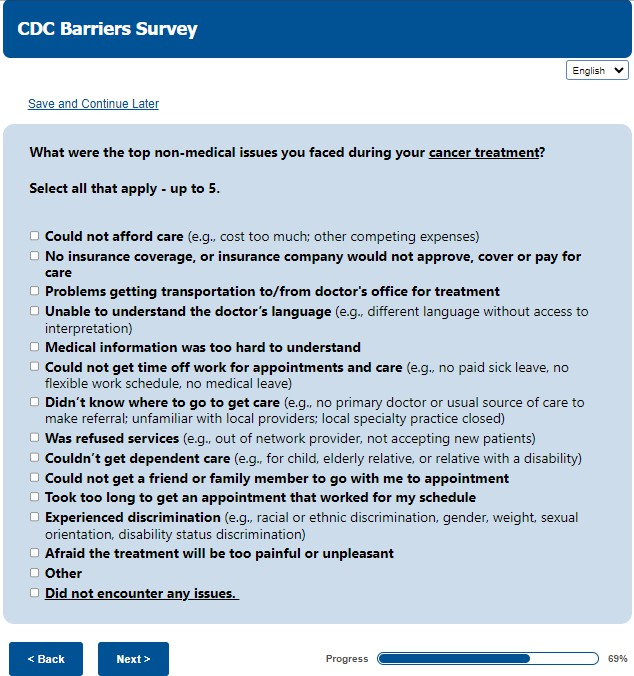 CDC Barriers Survey
English
Save and Continue Later
What were the top non-medical issues you faced during your cancer treatment?
Select all that apply - up to 5.
Could not afford care (e.g., cost too much; other competing expenses)
No insurance coverage, or insurance company would not approve, cover or pay for
care
Problems getting transportation to/from doctor's office for treatment
Unable to understand the doctor's language (e.g., different language without access to
interpretation)
Medical information was too hard to understand
Could not get time off work for appointments and care (e.g., no paid sick leave, no
flexible work schedule, no medical leave)
Didn't know where to go to get care (e.g., no primary doctor or usual source of care to
make referral; unfamiliar with local providers; local specialty practice closed)
Was refused services (e.g., out of network provider, not accepting new patients)
Couldn't get dependent care (e.g., for child, elderly relative, or relative with a disability)
Could not get a friend or family member to go with me to appointment
Took too long to get an appointment that worked for my schedule
Experienced discrimination (e.g., racial or ethnic discrimination, gender, weight, sexual
orientation, disability status discrimination)
Afraid the treatment will be too painful or unpleasant
Other
Did not encounter any issues.
< Back Next > Progress 69%